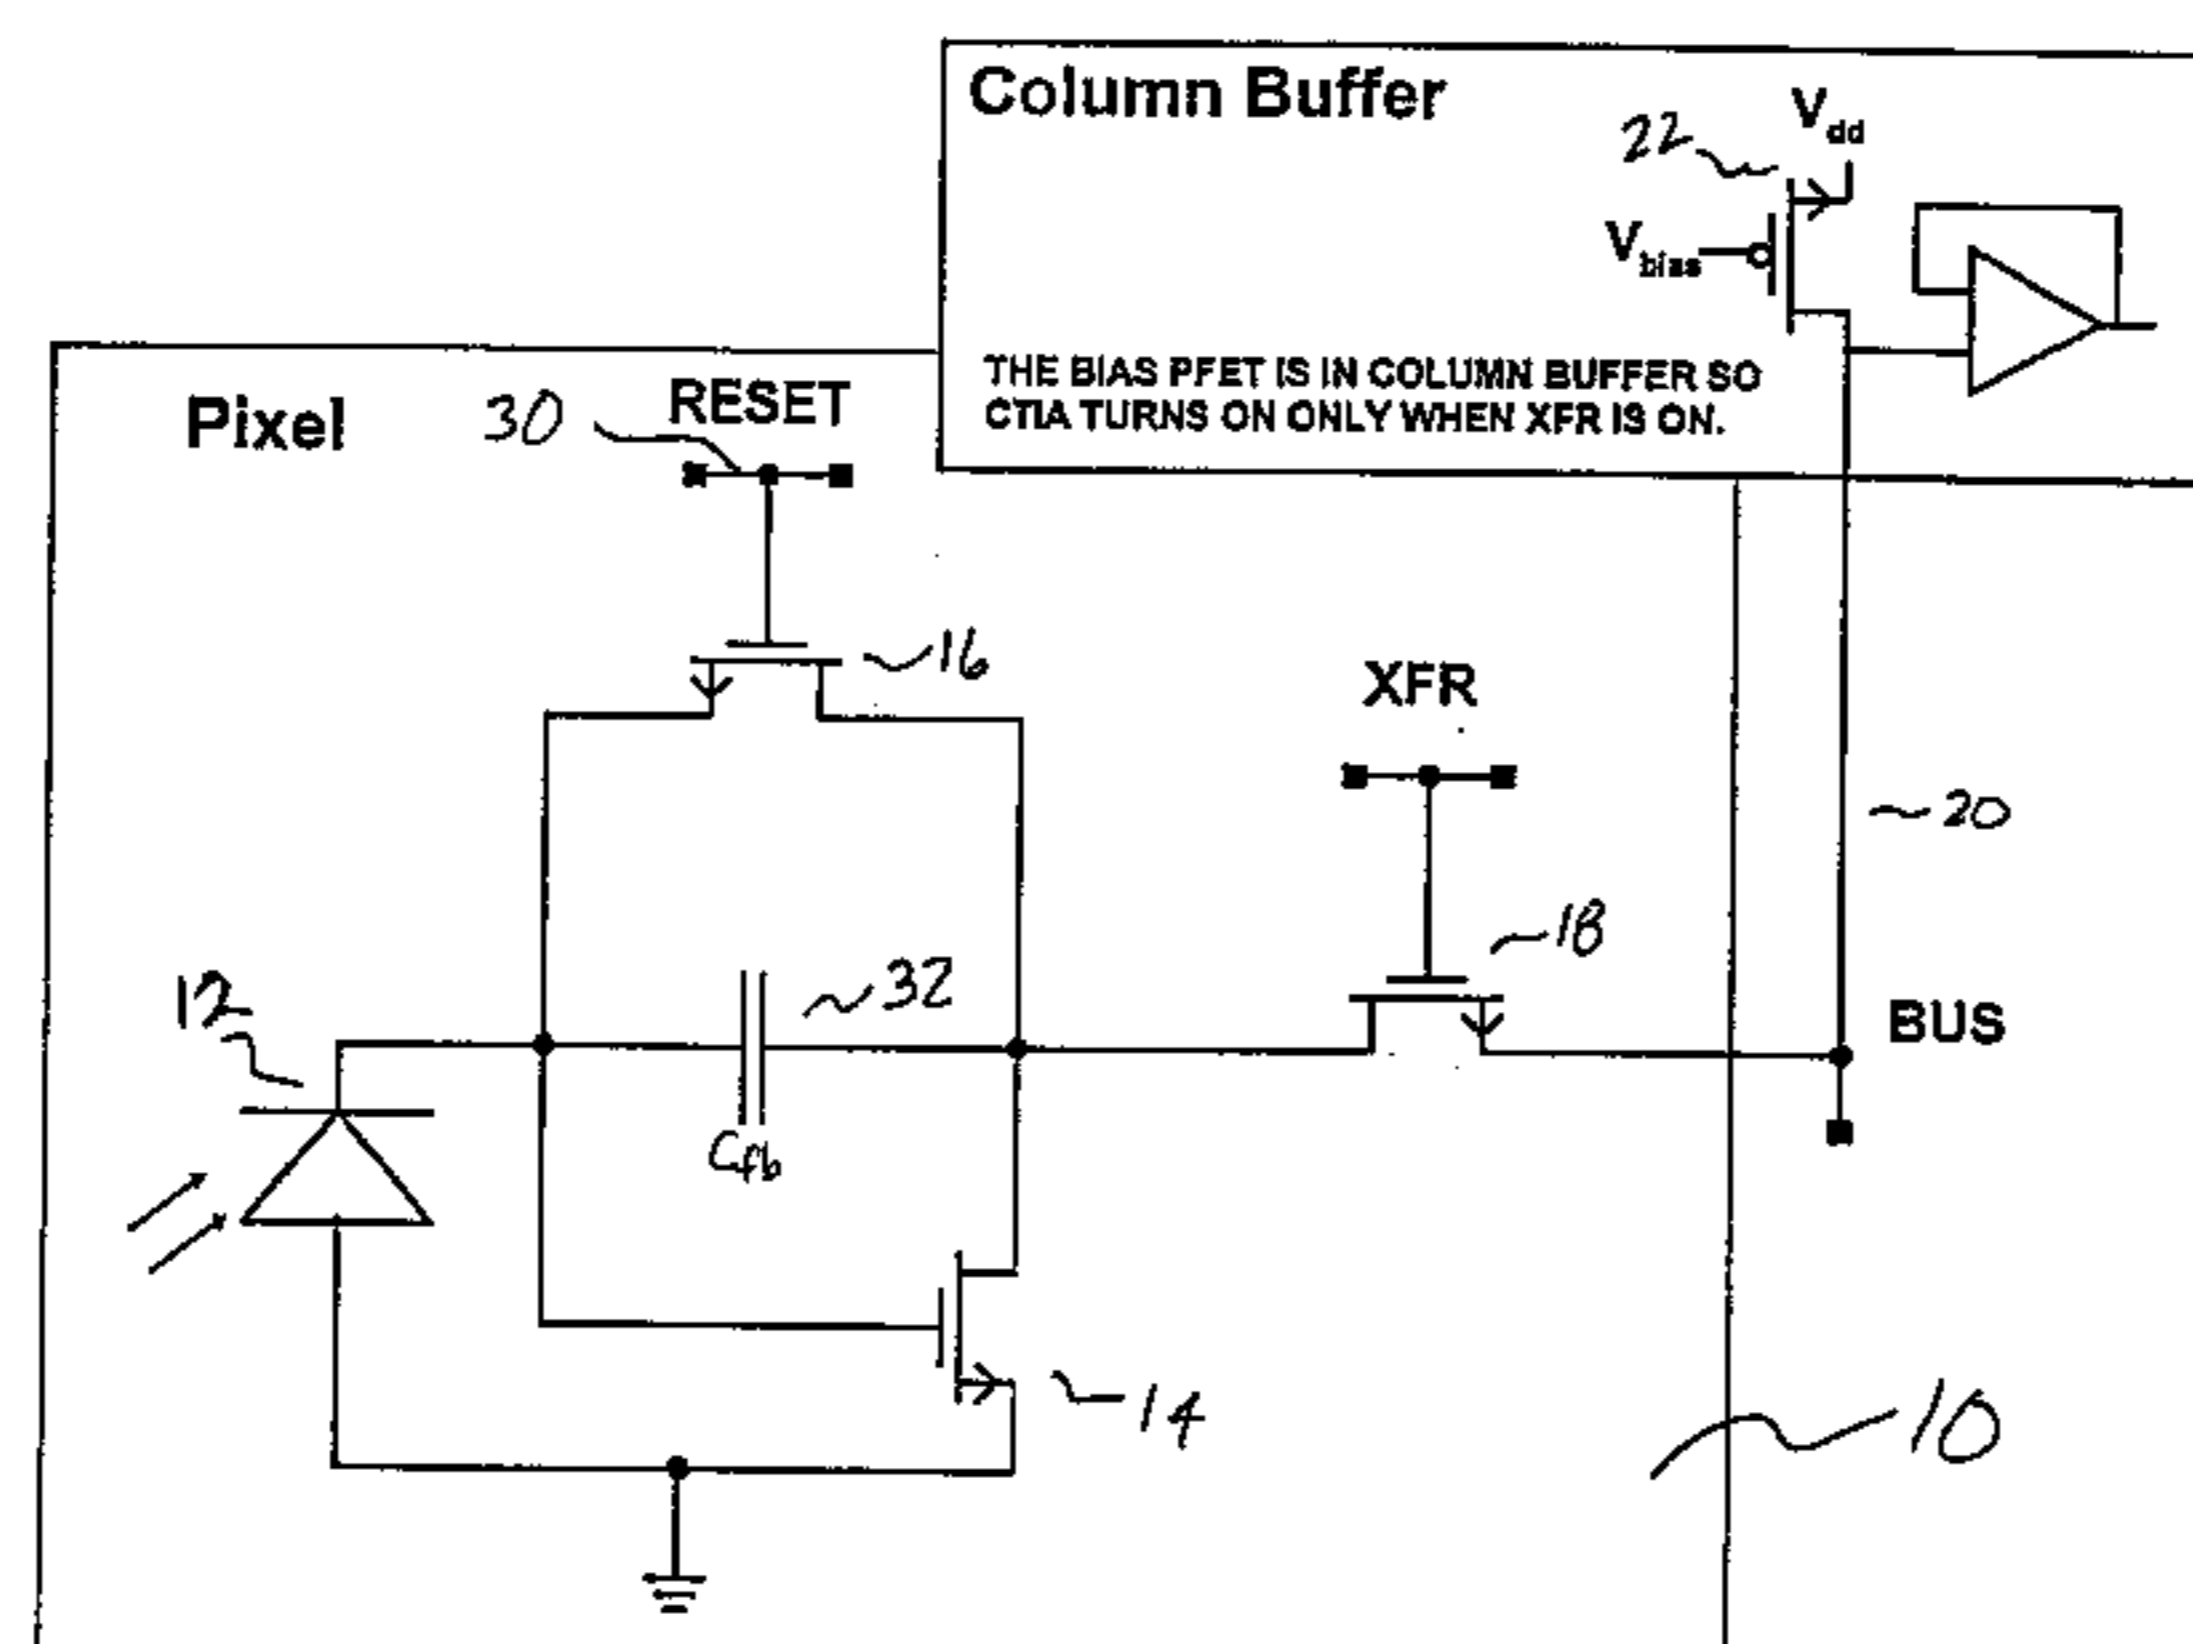 Column Buffer
Vdd
22
Vbias
THE BIAS PFET IS IN COLUMN BUFFER SO
CTIA TURNS ON ONLY WHEN XFR IS ON.
Pixel
30
RESET
16
XFR
20
18
32
12
BUS
Cfb
14
10